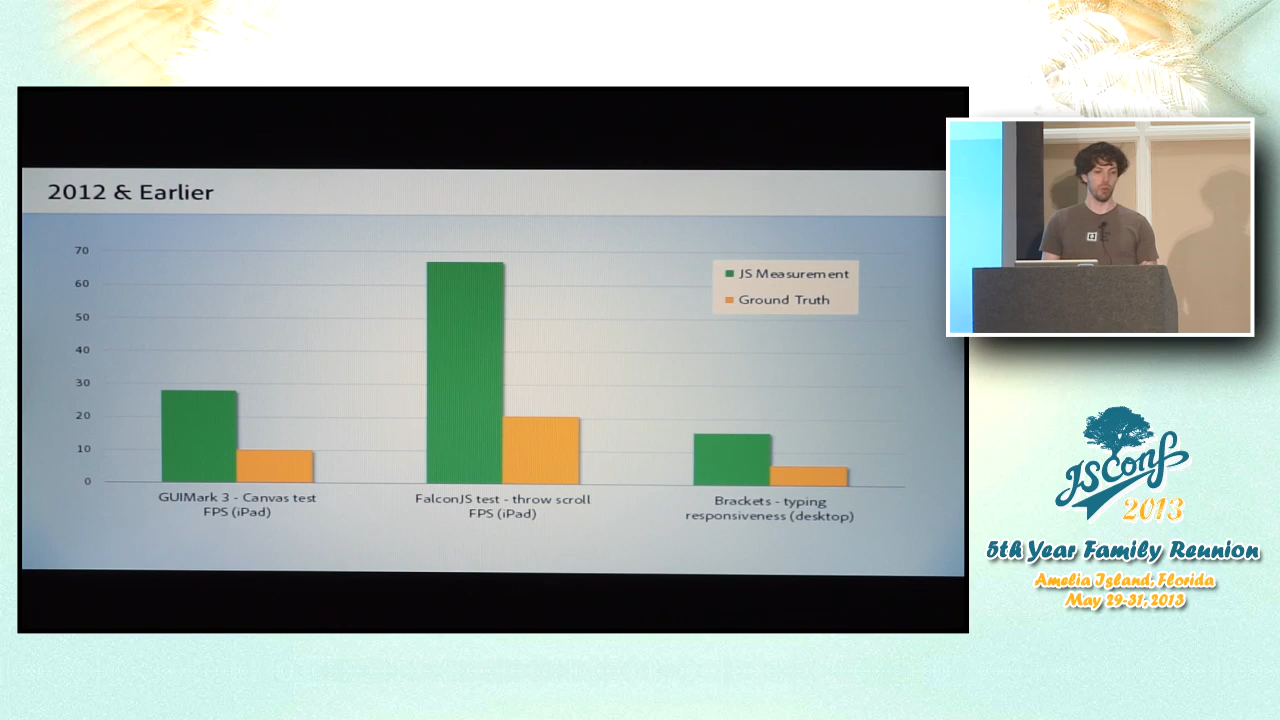 2012 & Earlier
70
60
50
40
30
20
10
0
JS Measurement
Ground Truth
GUIMark 3 - Canvas test
FPS (iPad)
FalconJS test - throw scroll
FPS (iPad)
Brackets - typing
responsiveness (desktop)
JSConf
2013
5th Year Family Reunion
Amelia Island, Florida
May 29-31, 2013